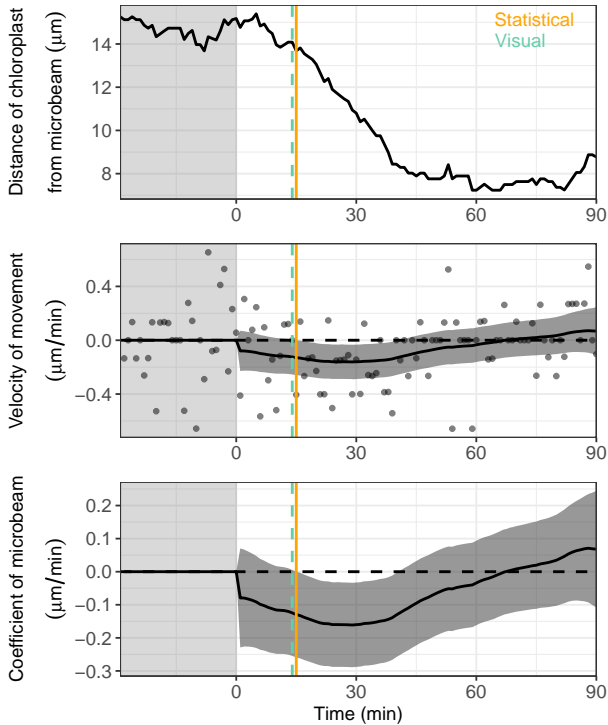 Distance of chloroplast
from microbeam (μm)
14
12
10
8
Statistical
Visual
0
30
60
90
Velocity of movement
(μm/min)
0.4
0.0
−0.4
0
30
60
90
Coefficient of microbeam
(μm/min)
0.2
0.1
0.0
−0.1
−0.2
−0.3
0
30
60
90
Time (min)